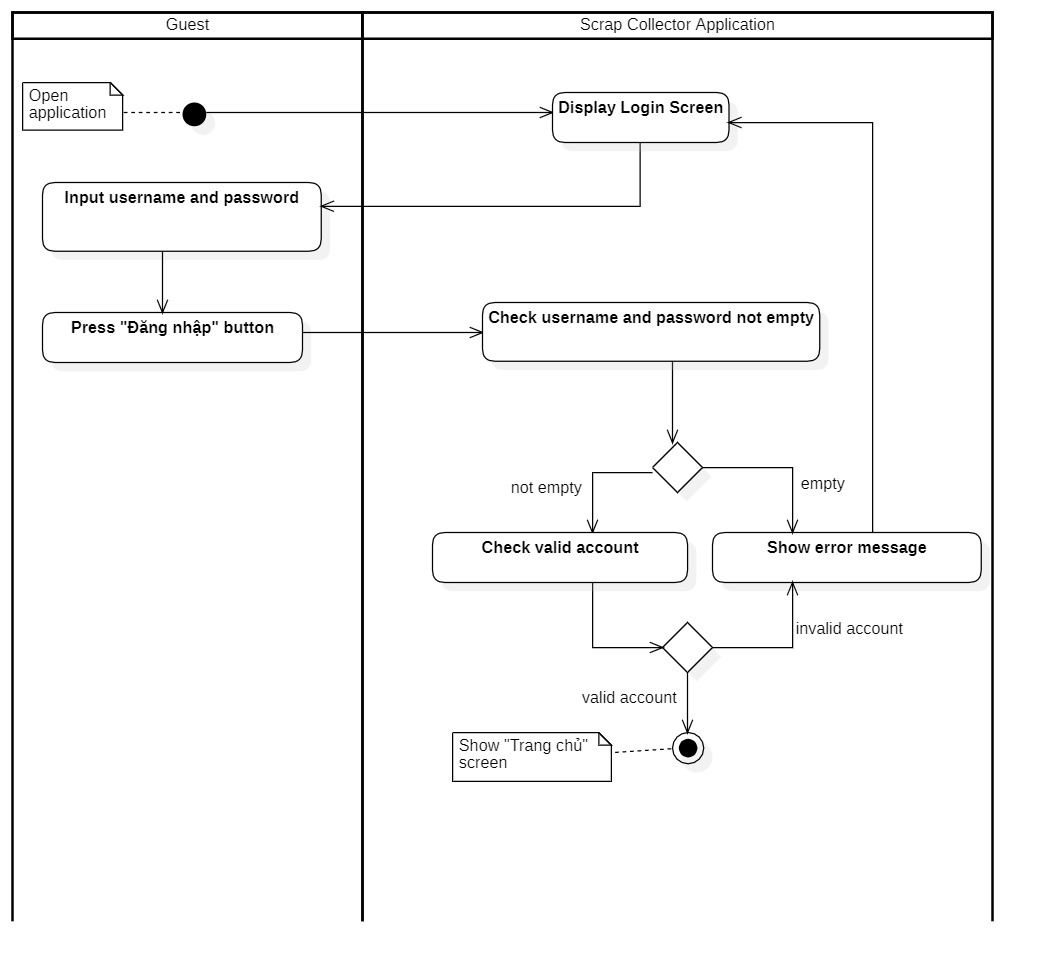 Guest
Scrap Collector Application
Open
application
Display Login Screen
Input username and password
Press "Đăng nhập" button
Check username and password not empty
not empty
empty
Check valid account
Show error message
invalid account
valid account
Show "Trang chủ"
screen